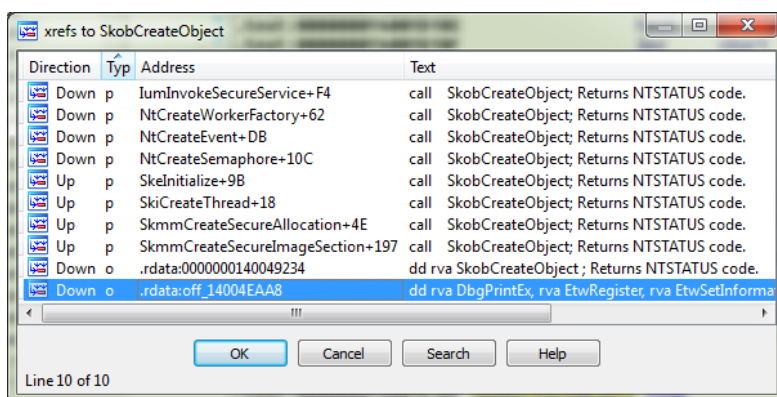 xrefs to SkobCreateObject
Direction Typ Address Text
Down p IumInvokeSecureService+F4 call SkobCreateObject; Returns NTSTATUS code.
Down p NtCreateWorkerFactory+62 call SkobCreateObject; Returns NTSTATUS code.
Down p NtCreateEvent+DB call SkobCreateObject; Returns NTSTATUS code.
Down p NtCreateSemaphore+10C call SkobCreateObject; Returns NTSTATUS code.
Up p SkeInitialize+9B call SkobCreateObject; Returns NTSTATUS code.
Up p SkiCreateThread+18 call SkobCreateObject; Returns NTSTATUS code.
Up p SkmmCreateSecureAllocation+4E call SkobCreateObject; Returns NTSTATUS code.
Up p SkmmCreateSecureImageSection+197 call SkobCreateObject; Returns NTSTATUS code.
Down o .rdata:0000000140049234 dd rva SkobCreateObject ; Returns NTSTATUS code.
Down o .rdata:off_14004EAA8 dd rva DbgPrintEx, rva EtwRegister, rva EtwSetInforma
OK Cancel Search Help
Line 10 of 10